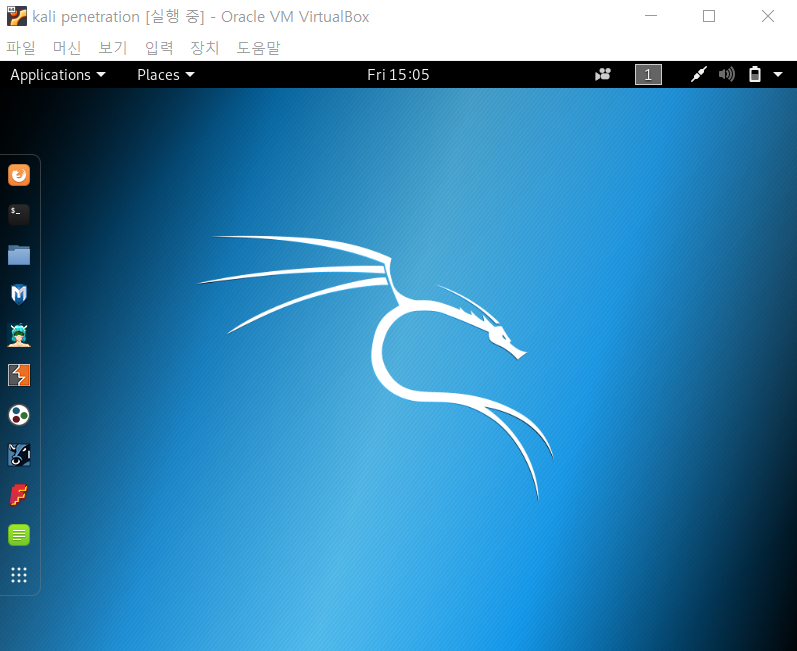 kali penetration [실행 중] - Oracle VM VirtualBox
파일 머신 보기 입력 장치 도움말
Applications Places Fri 15:05 1
$_